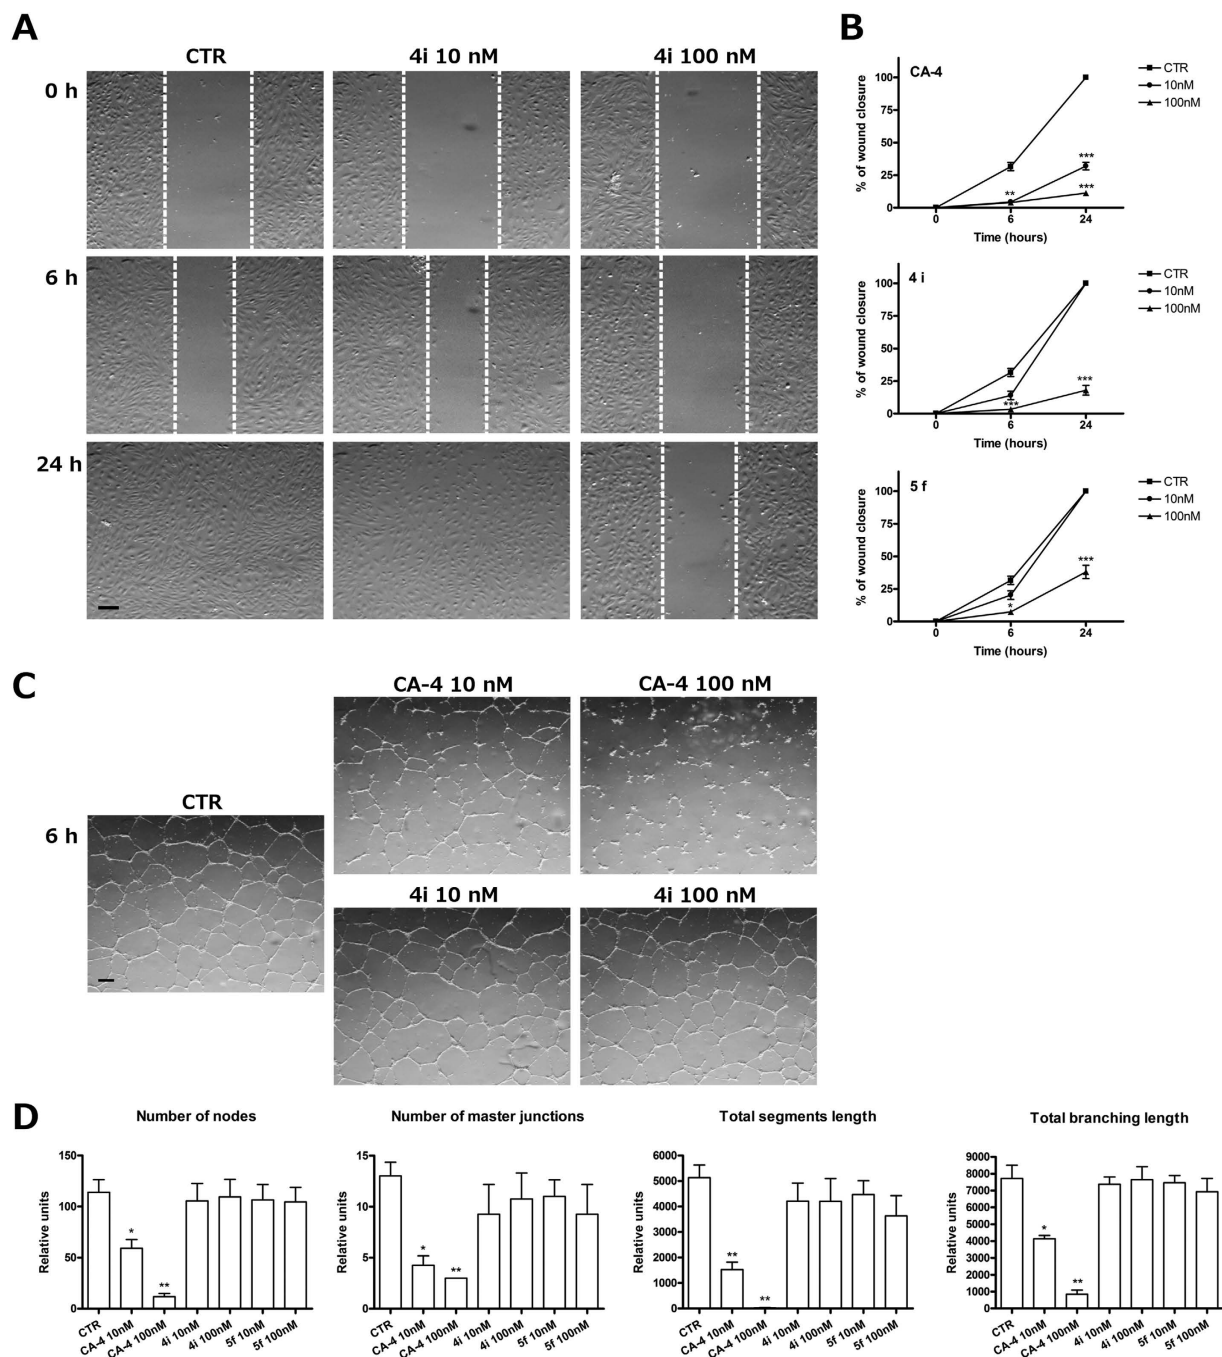 A
CTR
4i 10 nM
4i 100 nM
0 h
6 h
24 h
B
CA-4
% of wound closure
100
75
50
25
0
**
***
***
0
6
24
Time (hours)
CTR
10nM
100nM
4 i
% of wound closure
100
75
50
25
0
***
***
0
6
24
Time (hours)
CTR
10nM
100nM
5 f
% of wound closure
100
75
50
25
0
*
***
0
6
24
Time (hours)
CTR
10nM
100nM
C
CA-4 10 nM
CA-4 100 nM
CTR
6 h
4i 10 nM
4i 100 nM
D
Number of nodes
Relative units
150
100
50
0
*
**
CTR
CA-4 10nM
CA-4 100nM
4i 10nM
4i 100nM
5f 10nM
5f 100nM
Number of master junctions
Relative units
15
10
5
0
*
**
CTR
CA-4 10nM
CA-4 100nM
4i 10nM
4i 100nM
5f 10nM
5f 100nM
Total segments length
Relative units
6000
5000
4000
3000
2000
1000
0
**
**
CTR
CA-4 10nM
CA-4 100nM
4i 10nM
4i 100nM
5f 10nM
5f 100nM
Total branching length
Relative units
9000
8000
7000
6000
5000
4000
3000
2000
1000
0
*
**
CTR
CA-4 10nM
CA-4 100nM
4i 10nM
4i 100nM
5f 10nM
5f 100nM